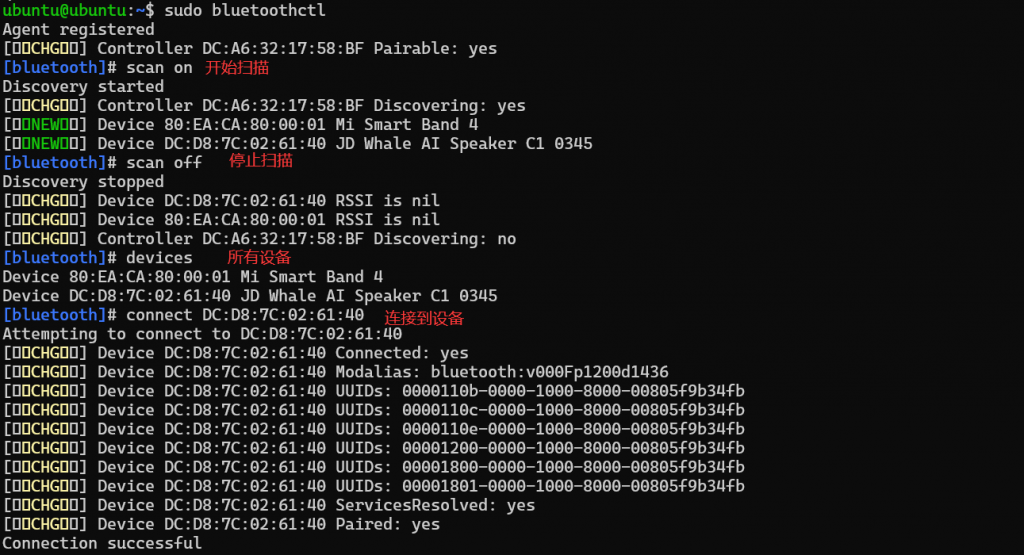 ubuntu@ubuntu:~$ sudo bluetoothctl
Agent registered
[CHG] Controller DC:A6:32:17:58:BF Pairable: yes
[bluetooth]# scan on 开始扫描
Discovery started
[CHG] Controller DC:A6:32:17:58:BF Discovering: yes
[NEW] Device 80:EA:CA:80:00:01 Mi Smart Band 4
[NEW] Device DC:D8:7C:02:61:40 JD Whale AI Speaker C1 0345
[bluetooth]# scan off 停止扫描
Discovery stopped
[CHG] Device DC:D8:7C:02:61:40 RSSI is nil
[CHG] Device 80:EA:CA:80:00:01 RSSI is nil
[CHG] Controller DC:A6:32:17:58:BF Discovering: no
[bluetooth]# devices 所有设备
Device 80:EA:CA:80:00:01 Mi Smart Band 4
Device DC:D8:7C:02:61:40 JD Whale AI Speaker C1 0345
[bluetooth]# connect DC:D8:7C:02:61:40 连接到设备
Attempting to connect to DC:D8:7C:02:61:40
[CHG] Device DC:D8:7C:02:61:40 Connected: yes
[CHG] Device DC:D8:7C:02:61:40 Modalias: bluetooth:v000Fp1200d1436
[CHG] Device DC:D8:7C:02:61:40 UUIDs: 0000110b-0000-1000-8000-00805f9b34fb
[CHG] Device DC:D8:7C:02:61:40 UUIDs: 0000110c-0000-1000-8000-00805f9b34fb
[CHG] Device DC:D8:7C:02:61:40 UUIDs: 0000110e-0000-1000-8000-00805f9b34fb
[CHG] Device DC:D8:7C:02:61:40 UUIDs: 00001200-0000-1000-8000-00805f9b34fb
[CHG] Device DC:D8:7C:02:61:40 UUIDs: 00001800-0000-1000-8000-00805f9b34fb
[CHG] Device DC:D8:7C:02:61:40 UUIDs: 00001801-0000-1000-8000-00805f9b34fb
[CHG] Device DC:D8:7C:02:61:40 ServicesResolved: yes
[CHG] Device DC:D8:7C:02:61:40 Paired: yes
Connection successful